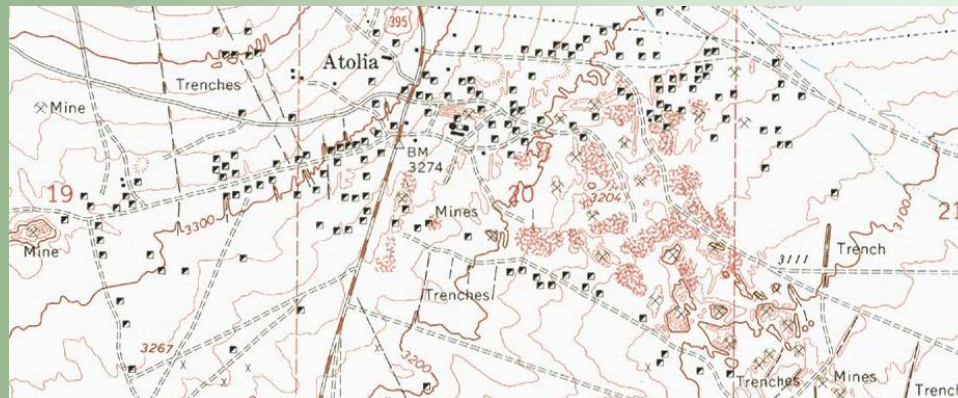 395
Atolia
Trenches
Mine
BM
3274
19
20
21
3300
3204
3100
Mines
Mine
Trench
3111
Trenches
3267
3200
Trenches
Mines
Trench